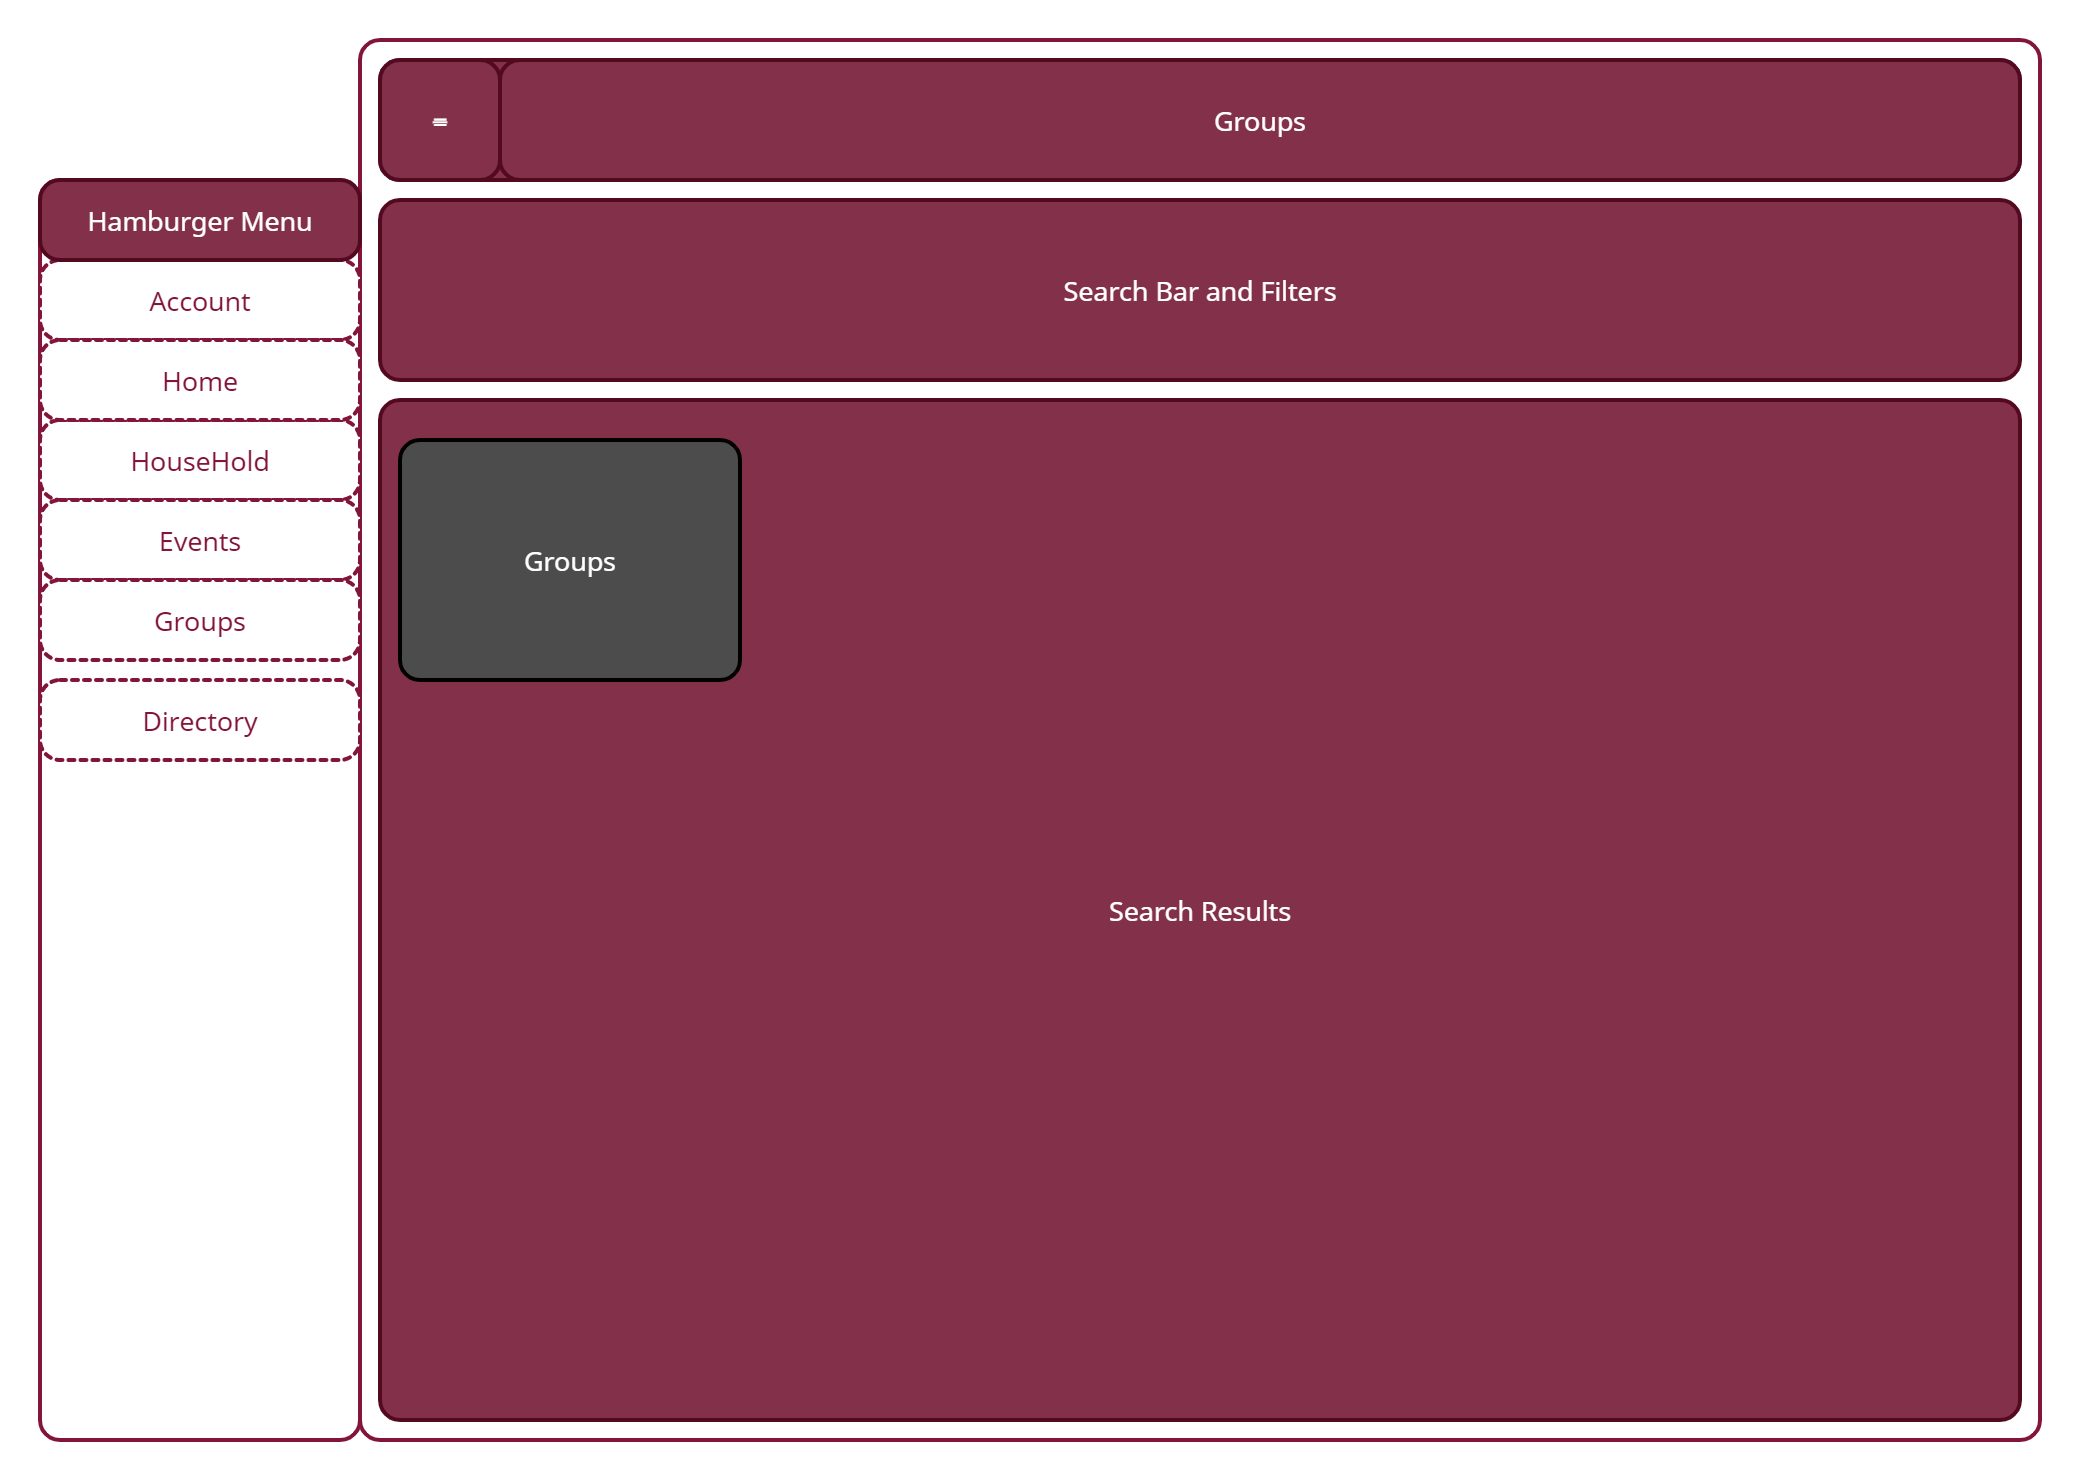 Groups
Hamburger Menu
Account
Home
HouseHold
Events
Groups
Directory
Search Bar and Filters
Groups
Search Results